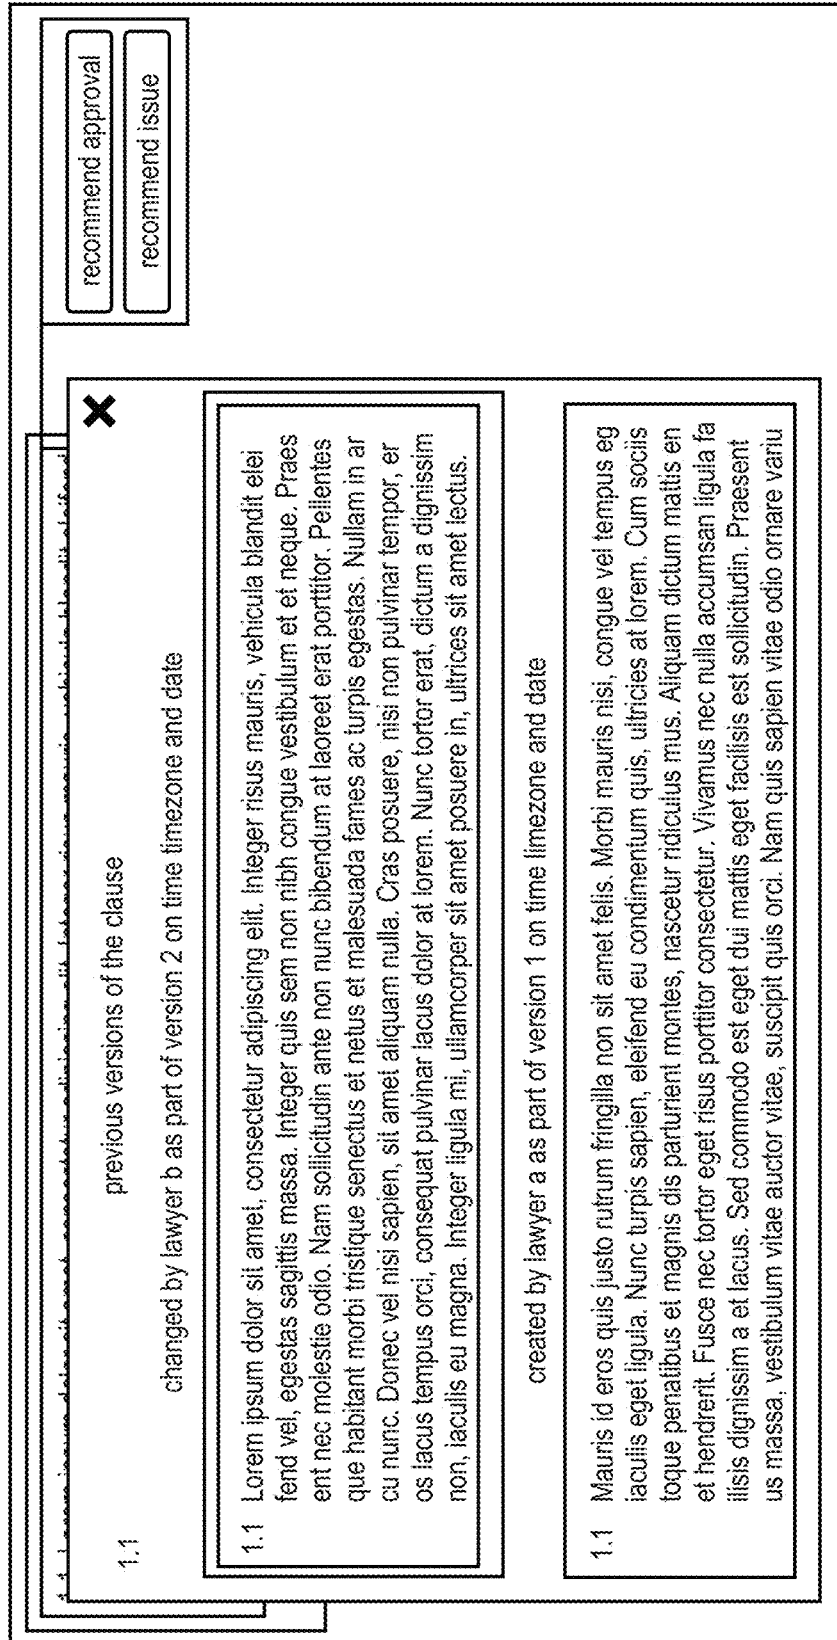 recommend approval
recommend issue
previous versions of the clause
1.1
changed by lawyer b as part of version 2 on time timezone and date
1.1 Lorem ipsum dolor sit amet, consectetur adipiscing elit. Integer risus mauris, vehicula blandit elei
fend vel, egestas sagittis massa. Integer quis sem non nibh congue vestibulum et et neque. Praes
ent nec molestie odio. Nam sollicitudin ante non nunc bibendum at laoreet erat porttitor. Pellentes
que habitant morbi tristique senectus et netus et malesuada fames ac turpis egestas. Nullam in ar
cu nunc. Donec vel nisi sapien, sit amet aliquam nulla. Cras posuere, nisi non pulvinar tempor, er
os lacus tempus orci, consequat pulvinar lacus dolor at lorem. Nunc tortor erat, dictum a dignissim
non, iaculis eu magna. Integer ligula mi, ullamcorper sit amet posuere in, ultrices sit amet lectus.
created by lawyer a as part of version 1 on time timezone and date
1.1 Mauris id eros quis justo rutrum fringilla non sit amet felis. Morbi mauris nisi, congue vel tempus eg
iaculis eget ligula. Nunc turpis sapien, eleifend eu condimentum quis, ultricies at lorem. Cum sociis
toque penatibus et magnis dis parturient montes, nascetur ridiculus mus. Aliquam dictum mattis en
et hendrerit. Fusce nec tortor eget risus porttitor consectetur. Vivamus nec nulla accumsan ligula fa
ilisis dignissim a et lacus. Sed commodo est eget dui mattis eget facilisis est sollicitudin. Praesent
us massa, vestibulum vitae auctor vitae, suscipit quis orci. Nam quis sapien vitae odio ornare variu